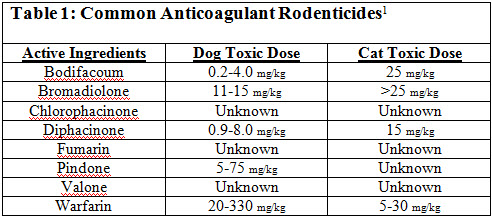 Table 1: Common Anticoagulant Rodenticides1
Active Ingredients Dog Toxic Dose Cat Toxic Dose
Bodifacoum 0.2-4.0 mg/kg 25 mg/kg
Bromadiolone 11-15 mg/kg >25 mg/kg
Chlorophacinone Unknown Unknown
Diphacinone 0.9-8.0 mg/kg 15 mg/kg
Fumarin Unknown Unknown
Pindone 5-75 mg/kg Unknown
Valone Unknown Unknown
Warfarin 20-330 mg/kg 5-30 mg/kg